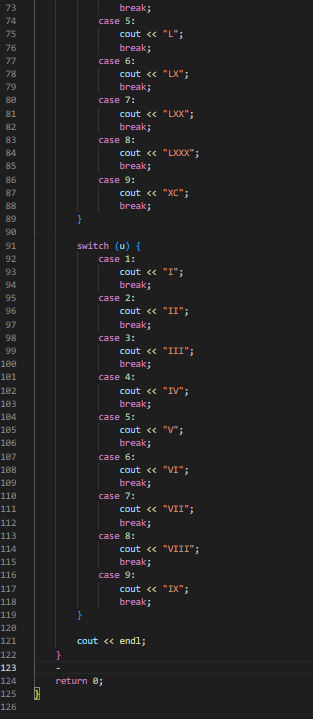 73 break;
74 case 5:
75 cout << "L";
76 break;
77 case 6:
78 cout << "LX";
79 break;
80 case 7:
81 cout << "LXX";
82 break;
83 case 8:
84 cout << "LXXX";
85 break;
86 case 9:
87 cout << "XC";
88 break;
89 }
90
91 switch (u) {
92 case 1:
93 cout << "I";
94 break;
95 case 2:
96 cout << "II";
97 break;
98 case 3:
99 cout << "III";
100 break;
101 case 4:
102 cout << "IV";
103 break;
104 case 5:
105 cout << "V";
106 break;
107 case 6:
108 cout << "VI";
109 break;
110 case 7:
111 cout << "VII";
112 break;
113 case 8:
114 cout << "VIII";
115 break;
116 case 9:
117 cout << "IX";
118 break;
119 }
120
121 cout << endl;
122 }
123 -
124 return 0;
125 }
126